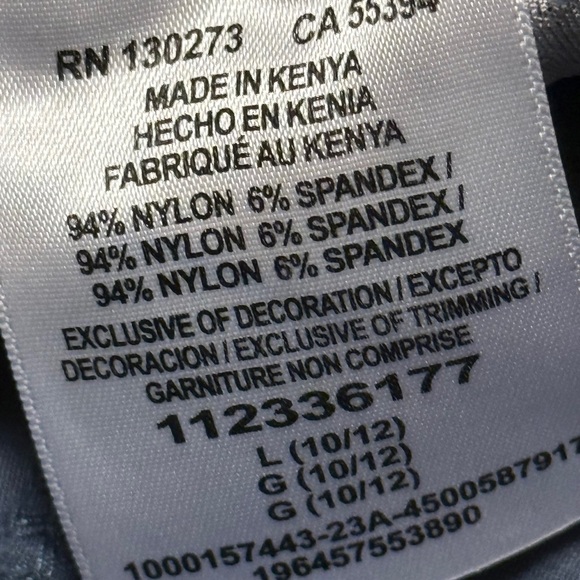 RN 130273 CA 55394
MADE IN KENYA
HECHO EN KENIA
FABRIQUÉ AU KENYA
94% NYLON 6% SPANDEX /
94% NYLON 6% SPANDEX /
94% NYLON 6% SPANDEX
EXCLUSIVE OF DECORATION / EXCEPTO
DECORACION / EXCLUSIVE OF TRIMMING /
GARNITURE NON COMPRISE
112336177
L (10/12)
G (10/12)
G (10/12)
1000157443-23A-4500587917
196457553890